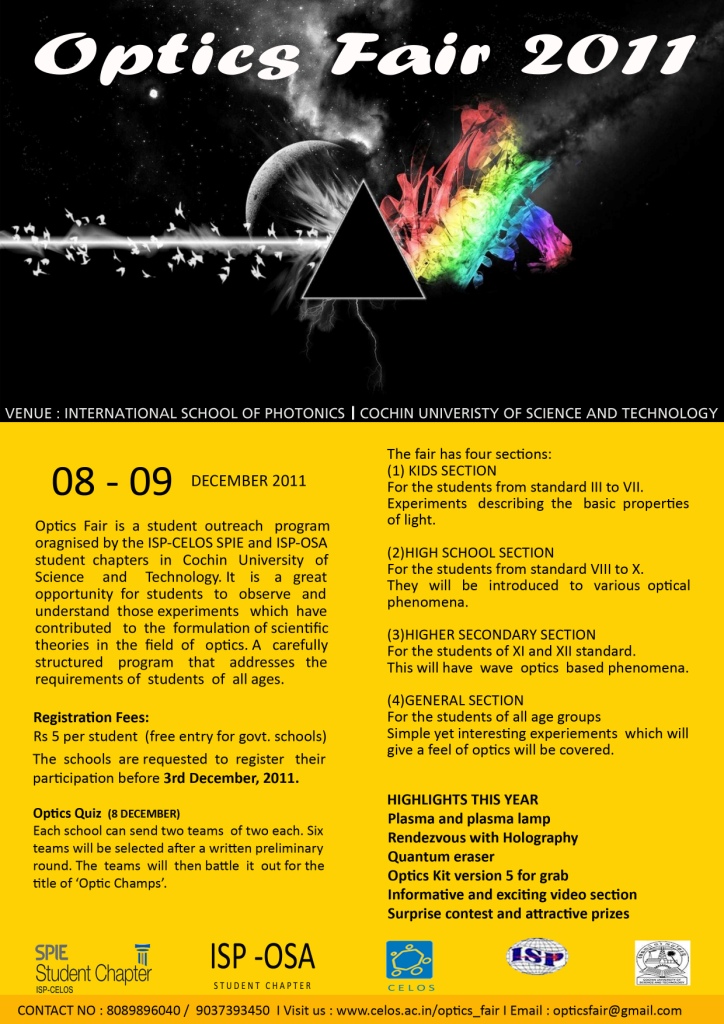 Optics Fair 2011
VENUE : INTERNATIONAL SCHOOL OF PHOTONICS | COCHIN UNIVERISTY OF SCIENCE AND TECHNOLOGY
08 - 09 DECEMBER 2011
Optics Fair is a student outreach program
oragnised by the ISP-CELOS SPIE and ISP-OSA
student chapters in Cochin University of
Science and Technology. It is a great
opportunity for students to observe and
understand those experiments which have
contributed to the formulation of scientific
theories in the field of optics. A carefully
structured program that addresses the
requirements of students of all ages.
Registration Fees:
Rs 5 per student (free entry for govt. schools)
The schools are requested to register their
participation before 3rd December, 2011.
Optics Quiz (8 DECEMBER)
Each school can send two teams of two each. Six
teams will be selected after a written preliminary
round. The teams will then battle it out for the
title of ‘Optic Champs’.
The fair has four sections:
(1) KIDS SECTION
For the students from standard III to VII.
Experiments describing the basic properties
of light.
(2)HIGH SCHOOL SECTION
For the students from standard VIII to X.
They will be introduced to various optical
phenomena.
(3)HIGHER SECONDARY SECTION
For the students of XI and XII standard.
This will have wave optics based phenomena.
(4)GENERAL SECTION
For the students of all age groups
Simple yet interesting experiements which will
give a feel of optics will be covered.
HIGHLIGHTS THIS YEAR
Plasma and plasma lamp
Rendezvous with Holography
Quantum eraser
Optics Kit version 5 for grab
Informative and exciting video section
Surprise contest and attractive prizes
SPIE
Student Chapter
ISP-CELOS
ISP -OSA
STUDENT CHAPTER
CELOS
ISP
COCHIN UNIVERSITY OF
SCIENCE AND TECHNOLOGY
CONTACT NO : 8089896040 / 9037393450 I Visit us : www.celos.ac.in/optics_fair I Email : opticsfair@gmail.com